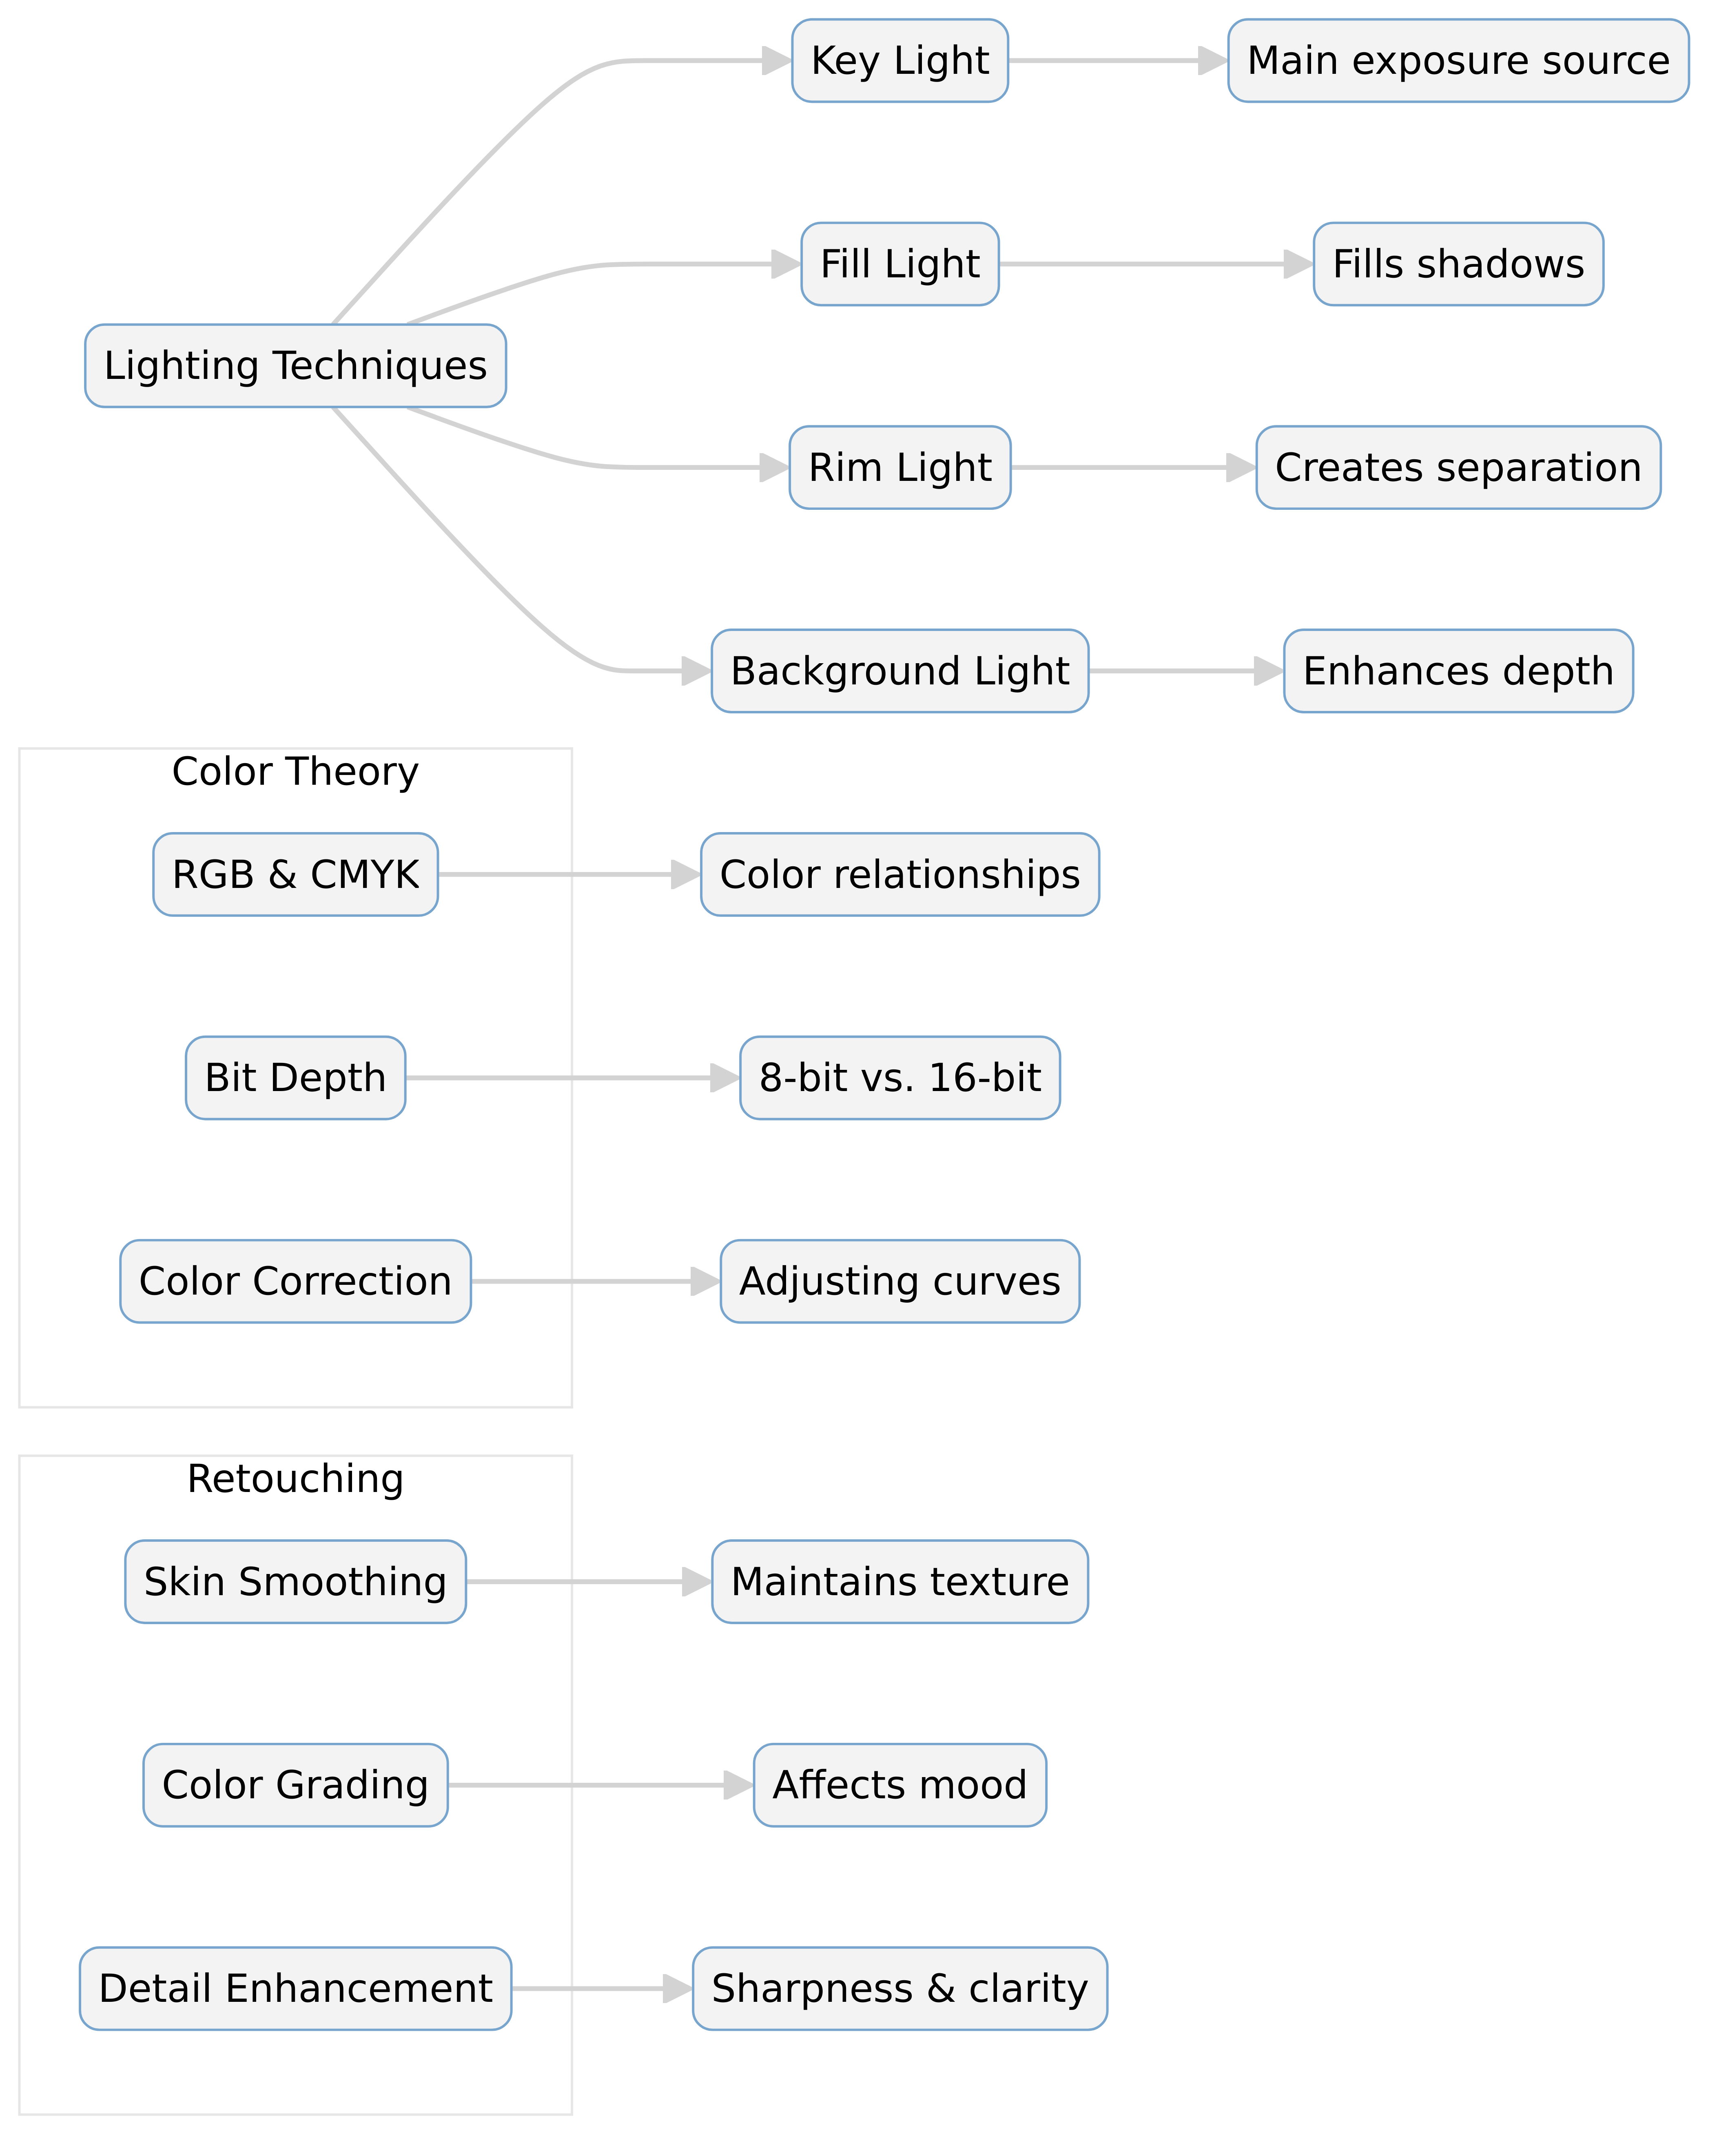 Key Light
Main exposure source
Fill Light
Fills shadows
Lighting Techniques
Rim Light
Creates separation
Background Light
Enhances depth
Color Theory
RGB & CMYK
Color relationships
Bit Depth
8-bit vs. 16-bit
Color Correction
Adjusting curves
Retouching
Skin Smoothing
Maintains texture
Color Grading
Affects mood
Detail Enhancement
Sharpness & clarity